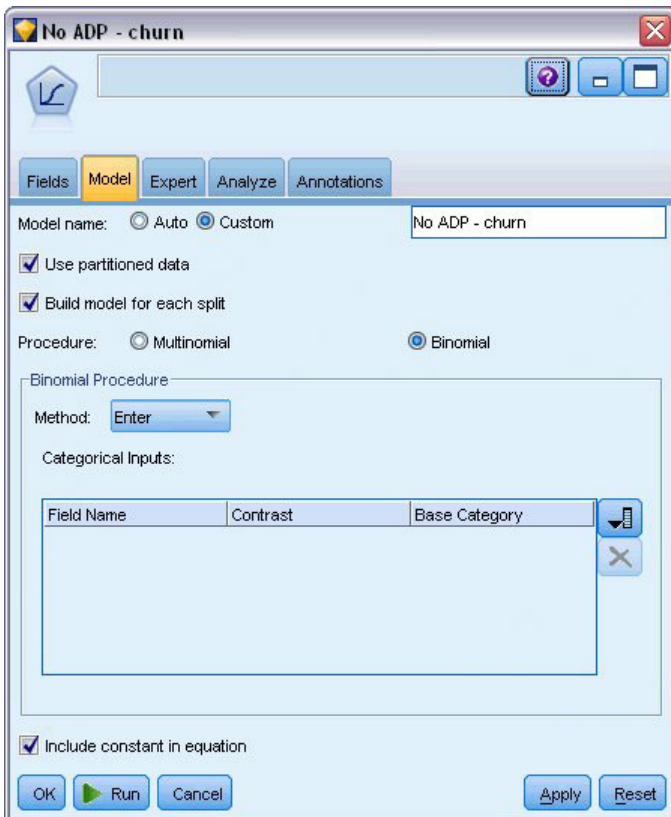 No ADP - churn
Fields Model Expert Analyze Annotations
Model name: Auto Custom No ADP - churn
Use partitioned data
Build model for each split
Procedure: Multinomial Binomial
Binomial Procedure
Method: Enter
Categorical Inputs:
Field Name Contrast Base Category
Include constant in equation
OK Run Cancel Apply Reset